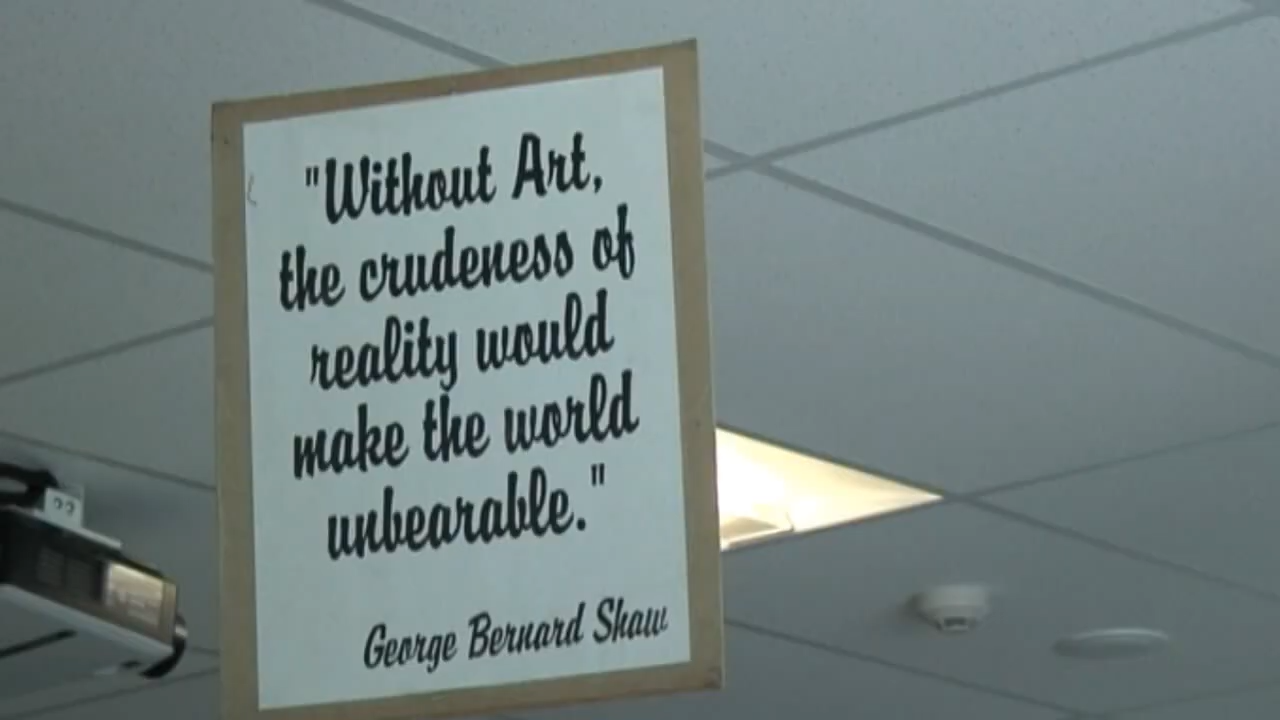 "Without Art,
the crudeness of
reality would
make the world
unbearable."
George Bernard Shaw